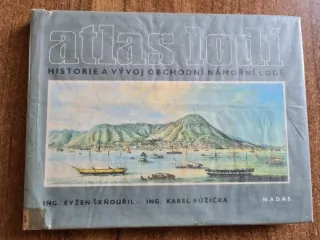 atlas lodí
HISTORIE A VÝVOJ OBCHODNÍ NÁMOŘNÍ LODĚ
ING. EVŽEN ŠKŇOUŘIL – ING. KAREL RŮŽIČKA
NADAS